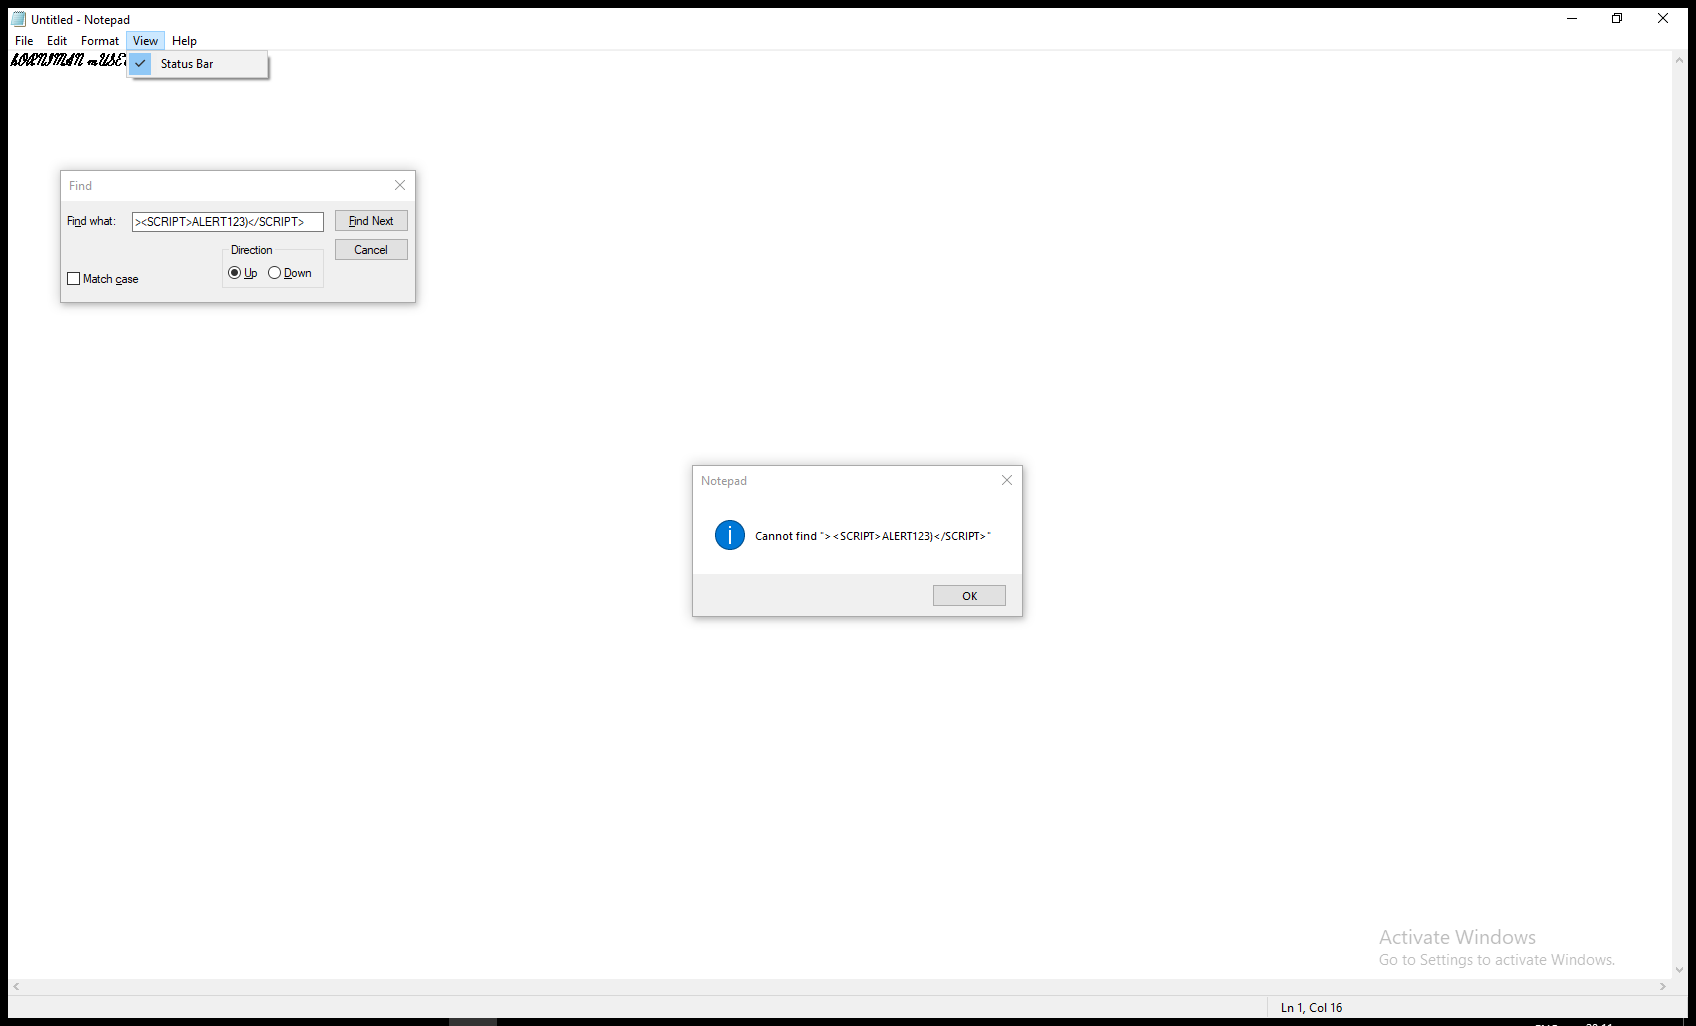 Untitled - Notepad
File Edit Format View Help
Status Bar
Find
Find what: ><SCRIPT>ALERT123)</SCRIPT> Find Next
Direction Cancel
Up Down
Match case
Notepad
Cannot find "><SCRIPT>ALERT123)</SCRIPT>"
OK
Activate Windows
Go to Settings to activate Windows.
Ln 1, Col 16